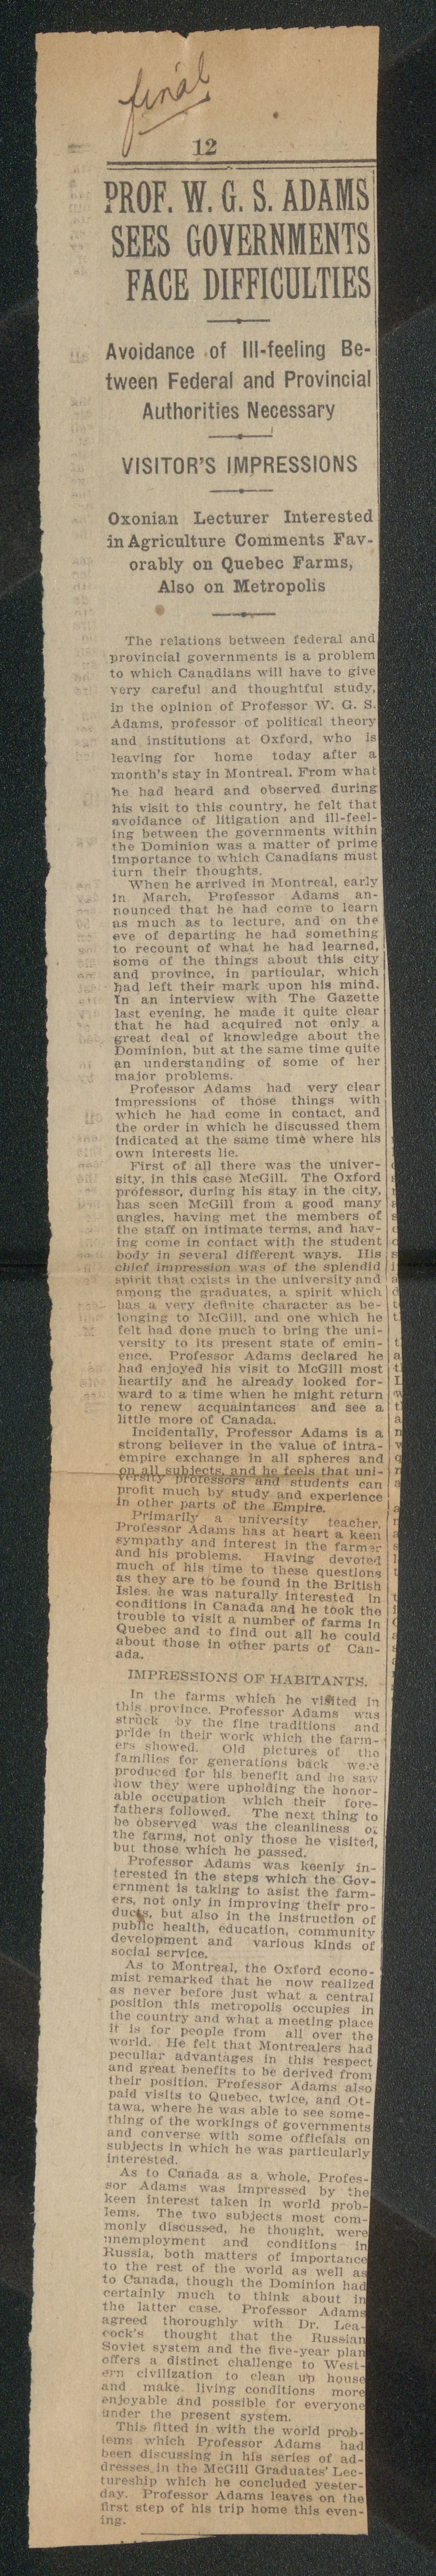 final
12
PROF. W. G. S. ADAMS
SEES GOVERNMENTS
FACE DIFFICULTIES
Avoidance of Ill-feeling Be-
tween Federal and Provincial
Authorities Necessary
VISITOR'S IMPRESSIONS
Oxonian Lecturer Interested
in Agriculture Comments Fav-
orably on Quebec Farms,
Also on Metropolis
The relations between federal and
provincial governments is a problem
to which Canadians will have to give
very careful and thoughtful study,
in the opinion of Professor W. G. S.
Adams, professor of political theory
and institutions at Oxford, who is
leaving for home today after a
month's stay in Montreal. From what
he had heard and observed during
his visit to this country, he felt that
avoidance of litigation and ill-feel-
ing between the governments within
the Dominion was a matter of prime
importance to which Canadians must
turn their thoughts.
When he arrived in Montreal, early
in March, Professor Adams an-
nounced that he had come to learn
as much as to lecture, and on the
eve of departing he had something
to recount of what he had learned,
some of the things about this city
and province, in particular, which
had left their mark upon his mind.
In an interview with The Gazette
last evening, he made it quite clear
that he had acquired not only a
great deal of knowledge about the
Dominion, but at the same time quite
an understanding of some of her
major problems.
Professor Adams had very clear
impressions of those things with
which he had come in contact, and
the order in which he discussed them
indicated at the same time where his
own interests lie.
First of all there was the univer-
sity, in this case McGill. The Oxford
professor, during his stay in the city,
has seen McGill from a good many
angles, having met the members of
the staff on intimate terms, and hav-
ing come in contact with the student
body in several different ways. His
chief impression was of the splendid
spirit that exists in the university and
among the graduates, a spirit which
has a very definite character as be-
longing to McGill, and one which he
felt had done much to bring the uni-
versity to its present state of emin-
ence. Professor Adams declared he
had enjoyed his visit to McGill most
heartily and he already looked for-
ward to a time when he might return
to renew acquaintances and see a
little more of Canada.
Incidentally, Professor Adams is a
strong believer in the value of intra-
empire exchange in all spheres and
on all subjects, and he feels that uni-
versity professors and students can
profit much by study and experience
in other parts of the Empire.
Primarily a university teacher,
Professor Adams has at heart a keen
sympathy and interest in the farmer
and his problems. Having devoted
much of his time to these questions
as they are to be found in the British
Isles, he was naturally interested in
conditions in Canada and he took the
trouble to visit a number of farms in
Quebec and to find out all he could
about those in other parts of Can-
ada.
IMPRESSIONS OF HABITANTS.
In the farms which he visited in
this province, Professor Adams was
struck by the fine traditions and
pride in their work which the farm-
ers showed. Old pictures of the
families for generations back were
produced for his benefit and he saw
how they were upholding the honor-
able occupation which their fore-
fathers followed. The next thing to
be observed was the cleanliness of
the farms, not only those he visited,
but those which he passed.
Professor Adams was keenly in-
terested in the steps which the Gov-
ernment is taking to asist the farm-
ers, not only in improving their pro-
ducts, but also in the instruction of
public health, education, community
development and various kinds of
social service.
As to Montreal, the Oxford econo-
mist remarked that he now realized
as never before just what a central
position this metropolis occupies in
the country and what a meeting place
it is for people from all over the
world. He felt that Montrealers had
peculiar advantages in this respect
and great benefits to be derived from
their position. Professor Adams also
paid visits to Quebec, twice, and Ot-
tawa, where he was able to see some-
thing of the workings of governments
and converse with some officials on
subjects in which he was particularly
interested.
As to Canada as a whole, Profes-
sor Adams was impressed by the
keen interest taken in world prob-
lems. The two subjects most com-
monly discussed, he thought, were
unemployment and conditions in
Russia, both matters of importance
to the rest of the world as well as
to Canada, though the Dominion had
certainly much to think about in
the latter case. Professor Adams
agreed thoroughly with Dr. Lea-
cock's thought that the Russian
Soviet system and the five-year plan
offers a distinct challenge to West-
ern civilization to clean up house
and make living conditions more
enjoyable and possible for everyone
under the present system.
This fitted in with the world prob-
lems which Professor Adams had
been discussing in his series of ad-
dresses in the McGill Graduates' Lec-
tureship which he concluded yester-
day. Professor Adams leaves on the
first step of his trip home this even-
ing.